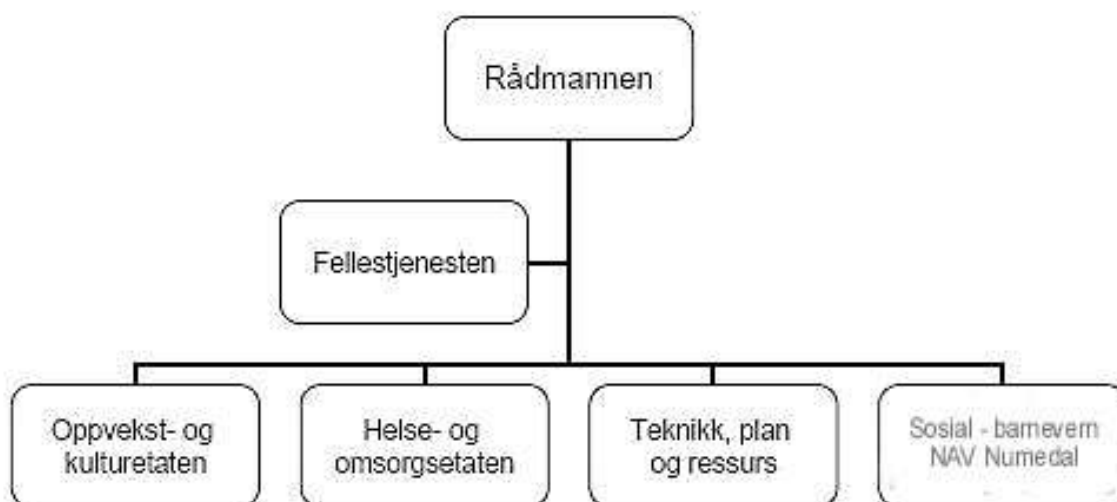 Rådmannen
Fellestjenesten
Oppvekst- og
kulturetaten
Helse- og
omsorgsetaten
Teknikk, plan
og ressurs
Sosial - barnevern
NAV Numedal